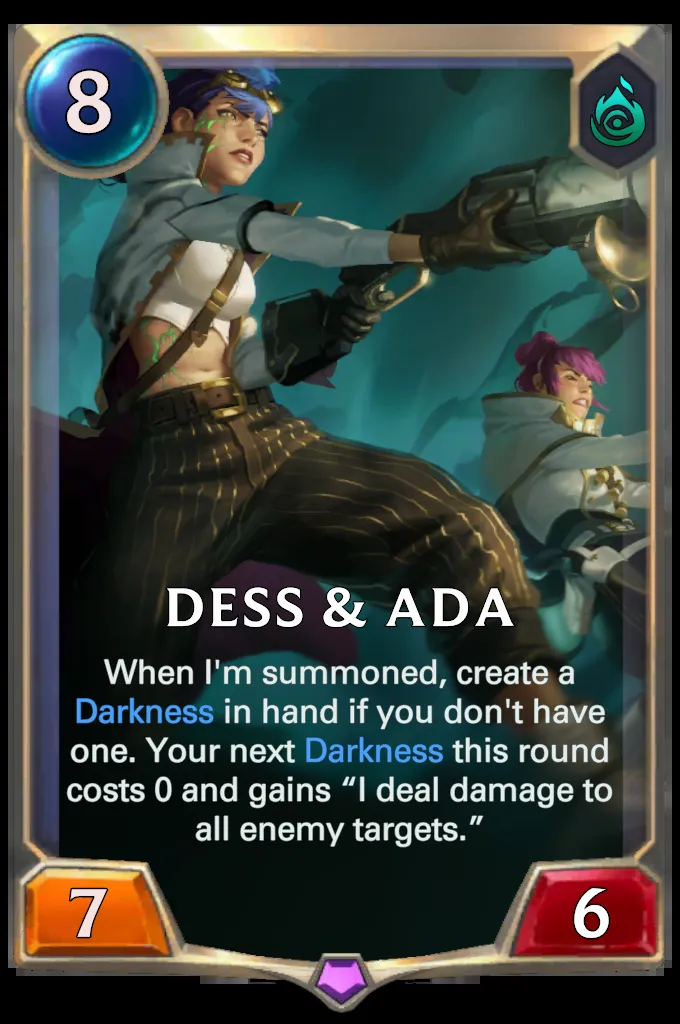 8
DESS & ADA
When I'm summoned, create a
Darkness in hand if you don't have
one. Your next Darkness this round
costs 0 and gains “I deal damage to
all enemy targets.”
7
6